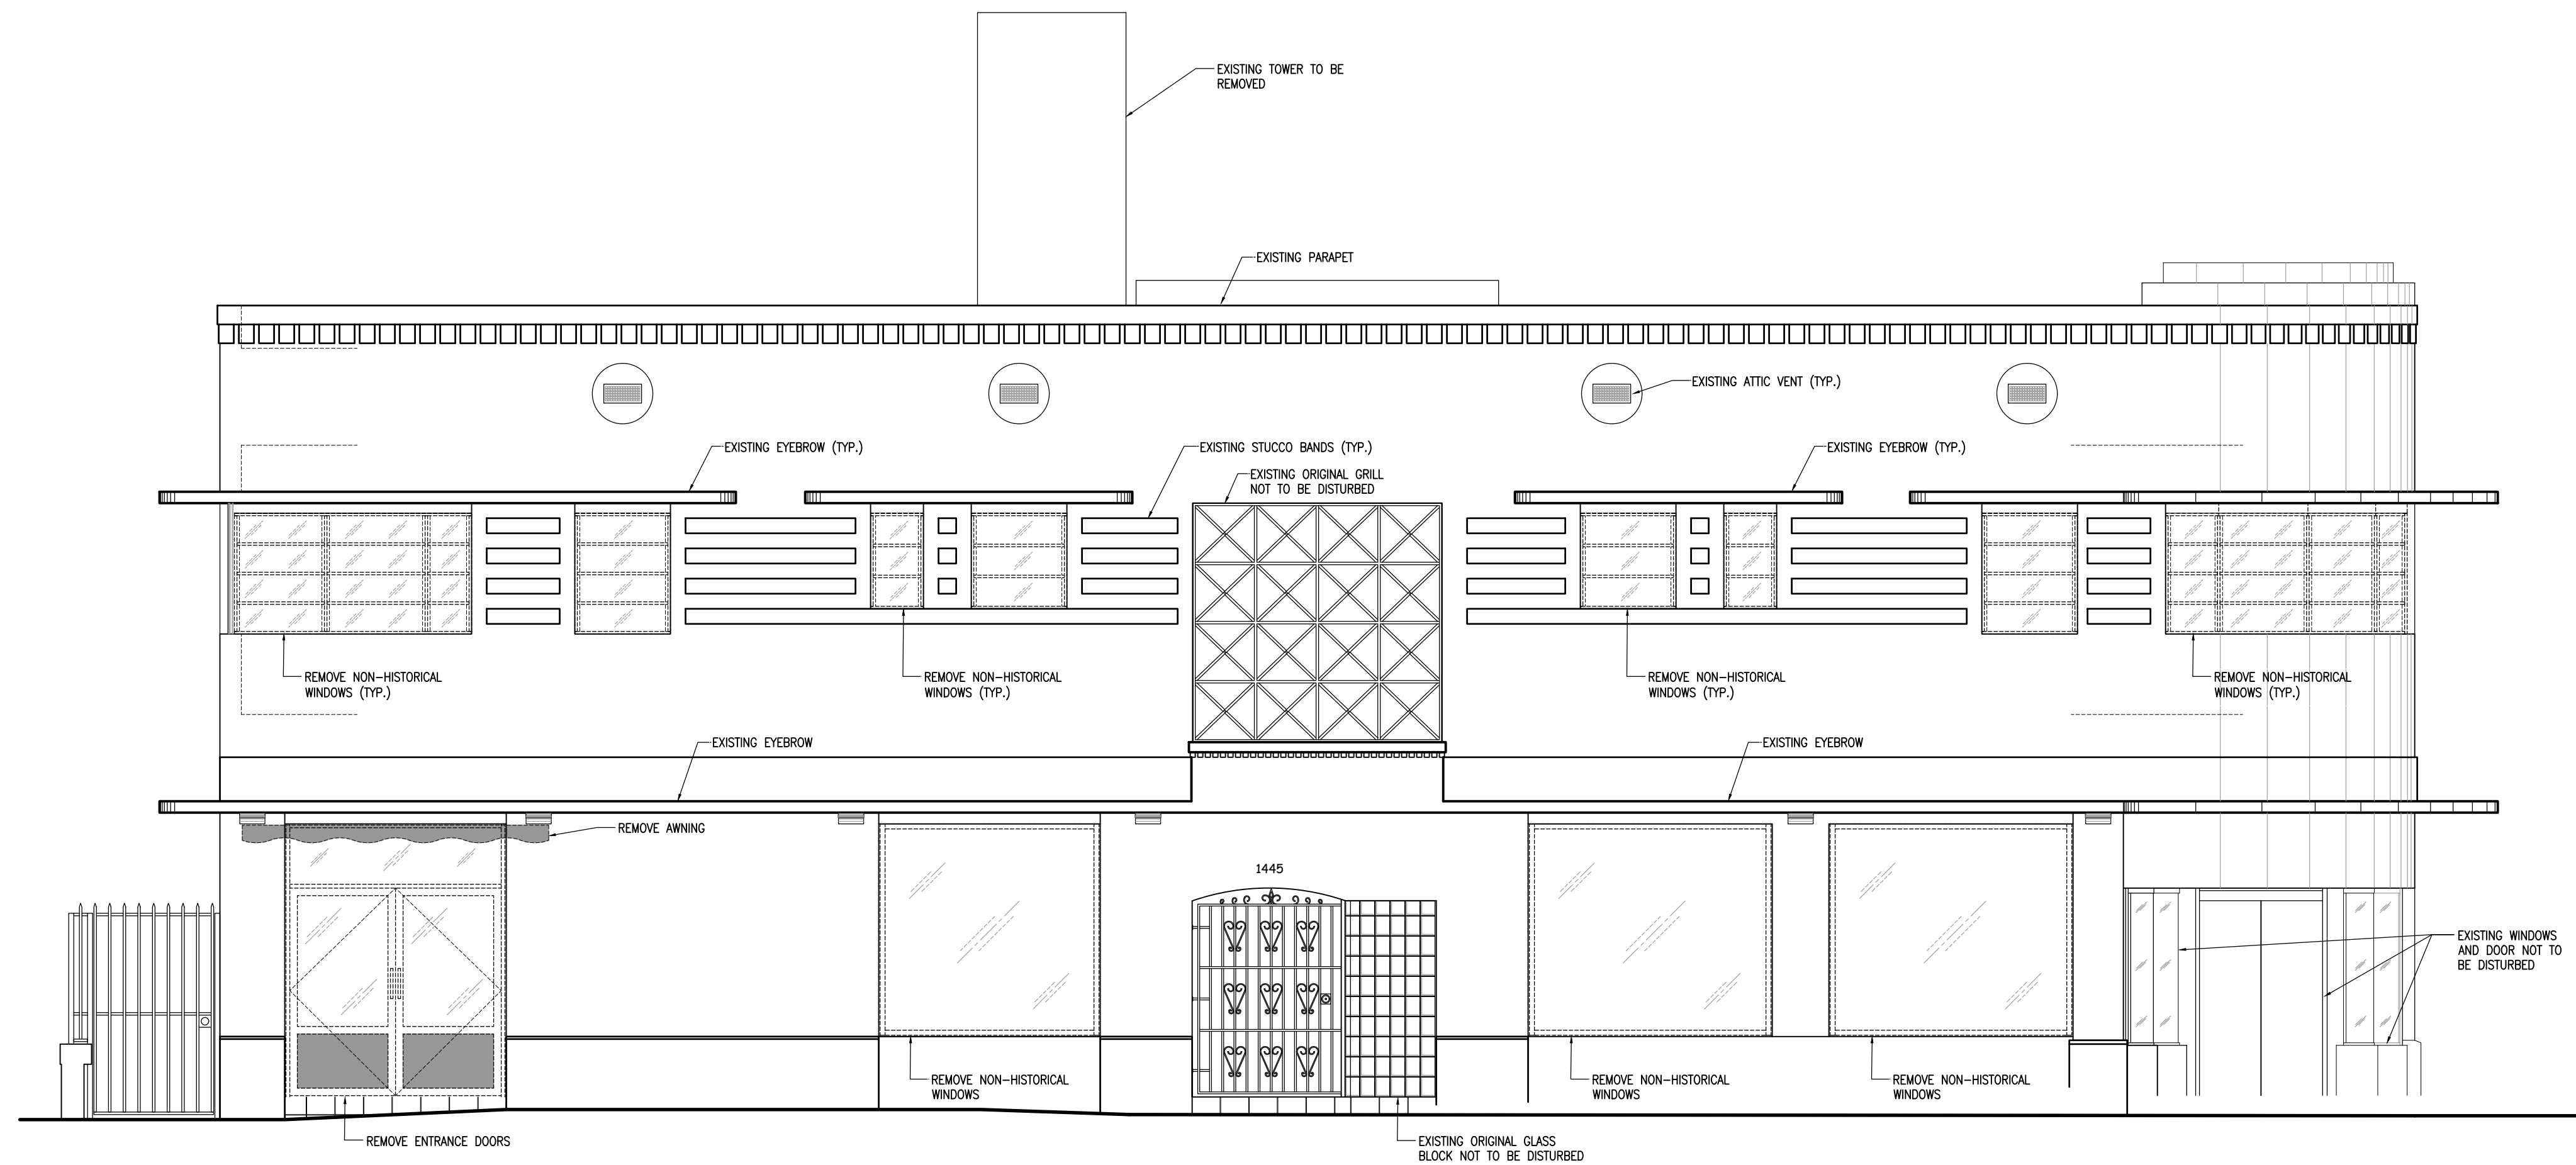 EXISTING TOWER TO BE
REMOVED
EXISTING PARAPET
EXISTING ATTIC VENT (TYP.)
EXISTING EYEBROW (TYP.)
EXISTING STUCCO BANDS (TYP.)
EXISTING EYEBROW (TYP.)
EXISTING ORIGINAL GRILL
NOT TO BE DISTURBED
REMOVE NON-HISTORICAL
WINDOWS (TYP.)
REMOVE NON-HISTORICAL
WINDOWS (TYP.)
REMOVE NON-HISTORICAL
WINDOWS (TYP.)
REMOVE NON-HISTORICAL
WINDOWS (TYP.)
EXISTING EYEBROW
EXISTING EYEBROW
REMOVE AWNING
1445
EXISTING WINDOWS
AND DOOR NOT TO
BE DISTURBED
REMOVE NON-HISTORICAL
WINDOWS
REMOVE NON-HISTORICAL
WINDOWS
REMOVE NON-HISTORICAL
WINDOWS
REMOVE ENTRANCE DOORS
EXISTING ORIGINAL GLASS
BLOCK NOT TO BE DISTURBED